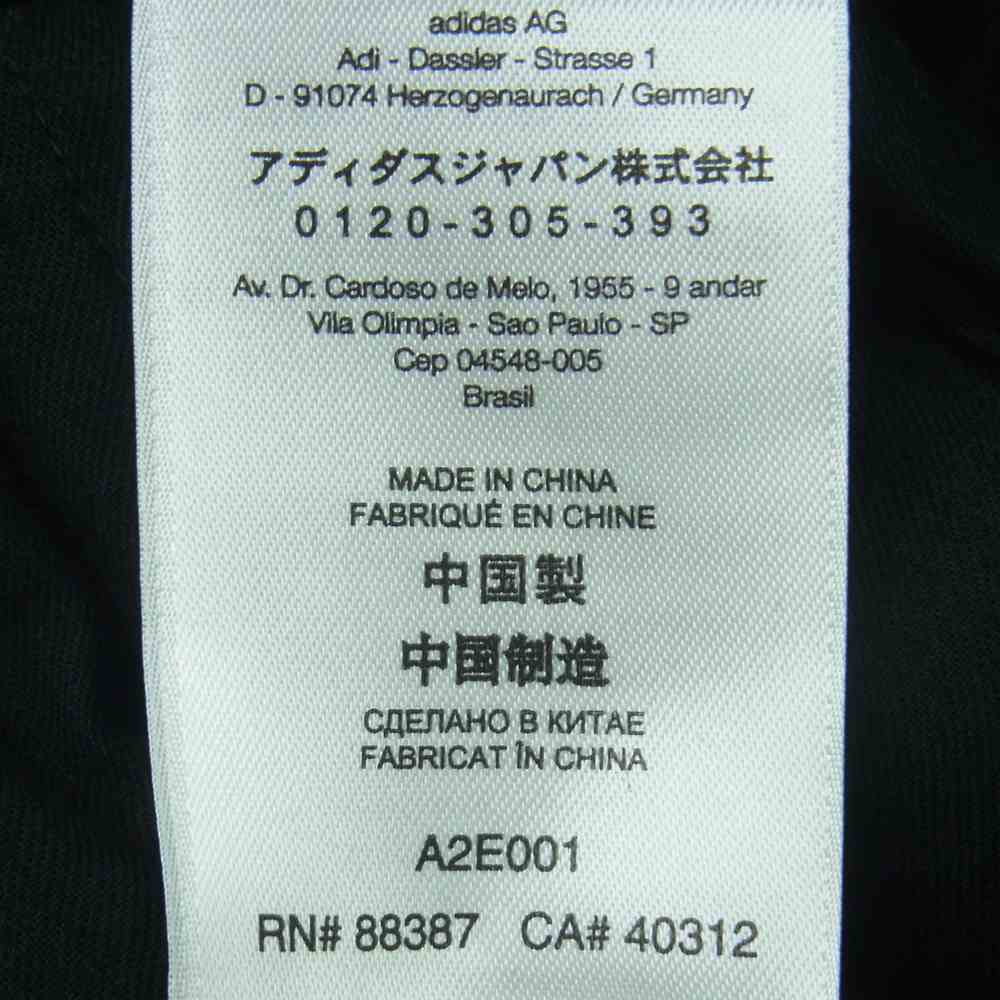 adidas AG
Adi - Dassler - Strasse 1
D - 91074 Herzogenaurach / Germany
アディダスジャパン株式会社
0120-305-393
Av. Dr. Cardoso de Melo, 1955 - 9 andar
Vila Olimpia - Sao Paulo - SP
Cep 04548-005
Brasil
MADE IN CHINA
FABRIQUÉ EN CHINE
中国製
中国制造
СДЕЛАНО В КИТАЕ
FABRICAT ÎN CHINA
A2E001
RN# 88387 CA# 40312